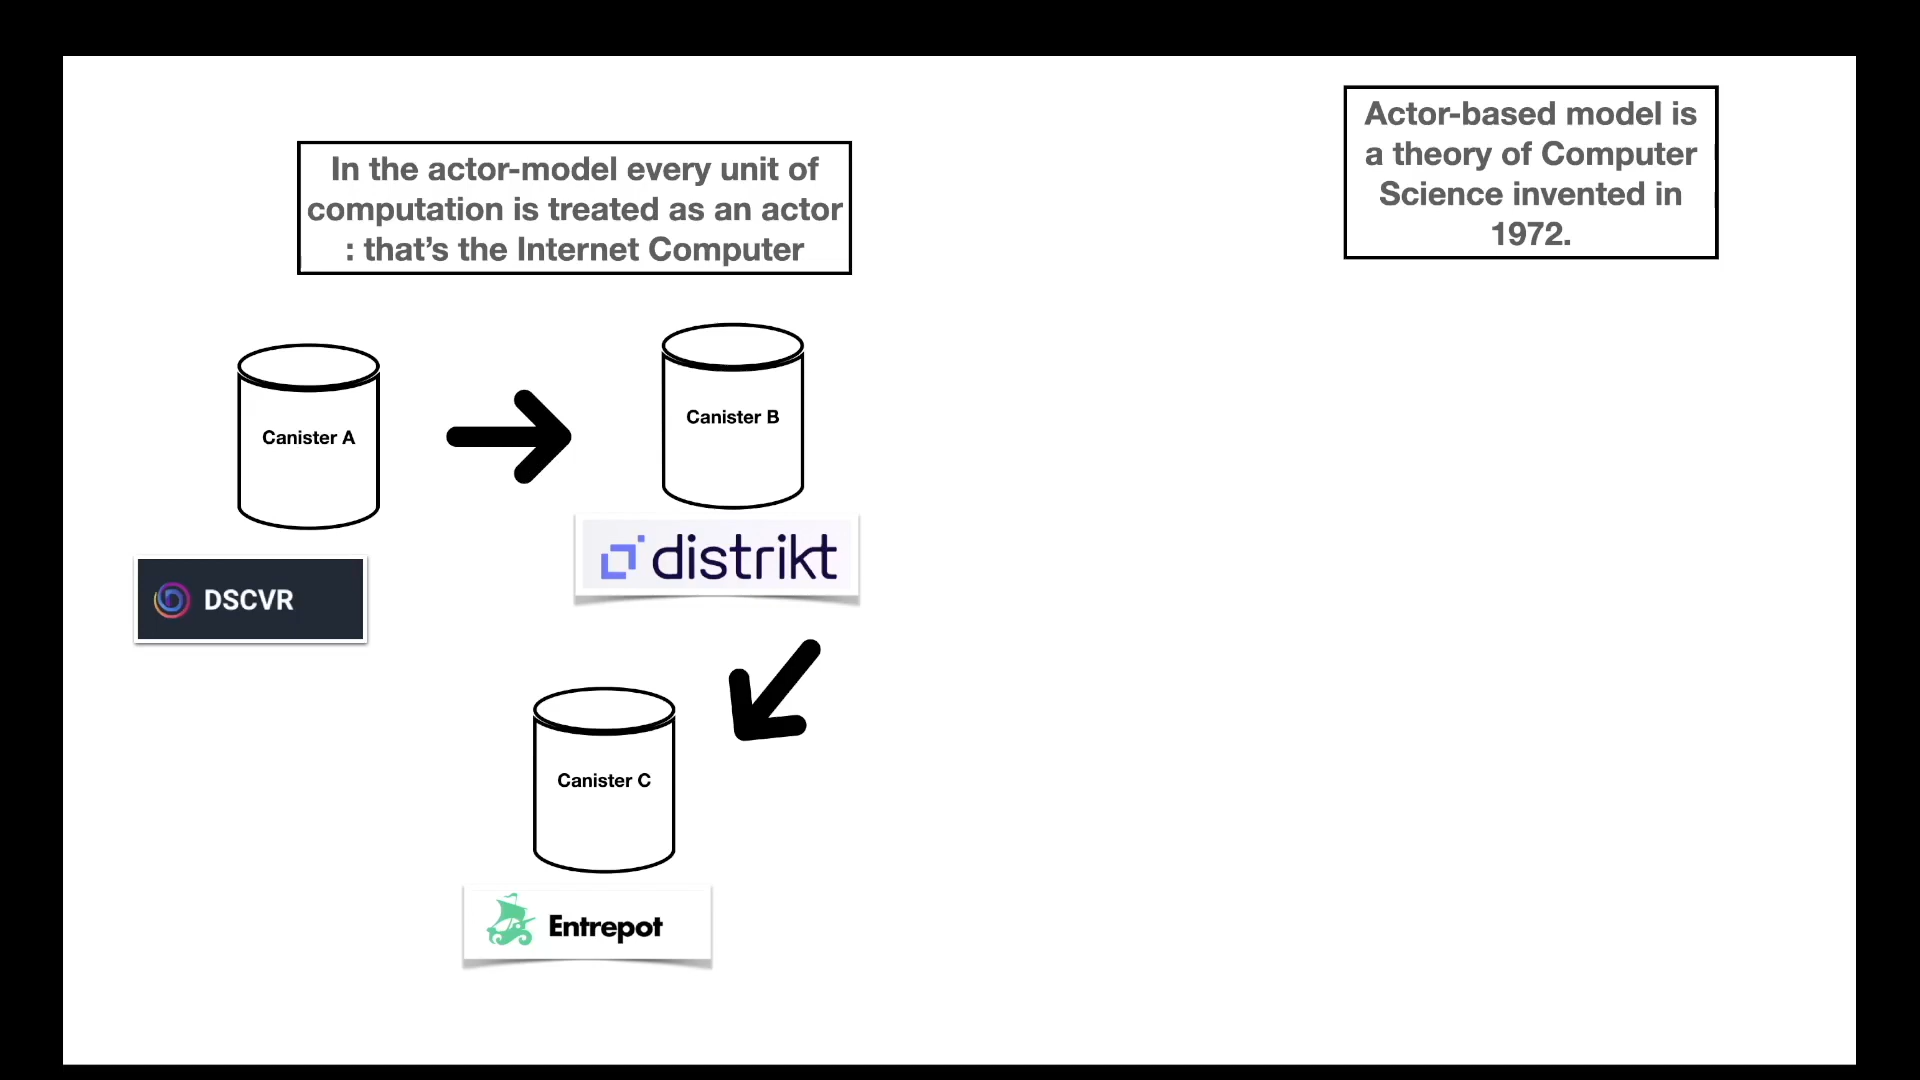 In the actor-model every unit of
computation is treated as an actor
: that’s the Internet Computer
Actor-based model is
a theory of Computer
Science invented in
1972.
Canister A
Canister B
distrikt
DSCVR
Canister C
Entrepot